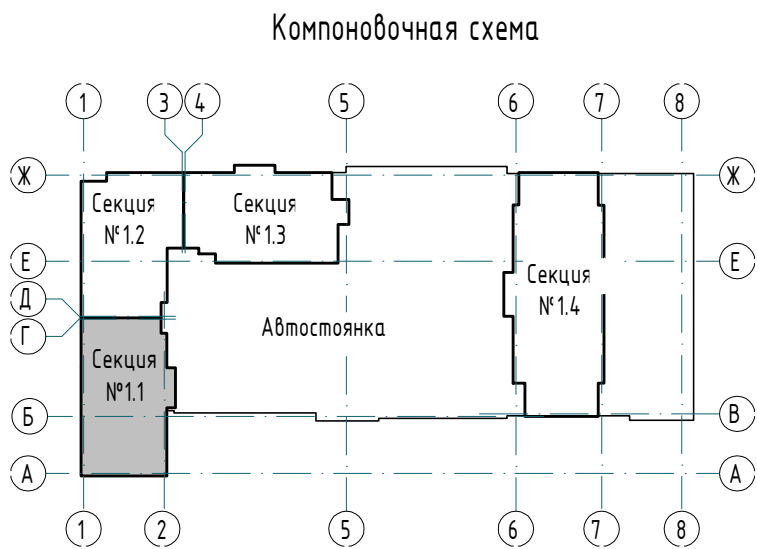 Компоновочная схема
1 3 4 5 6 7 8
Ж Ж
Секция
№1.2
Секция
№1.3
Е Е
Секция
№1.4
Д
Г
Автостоянка
Секция
№1.1
Б В
А А
1 2 5 6 7 8